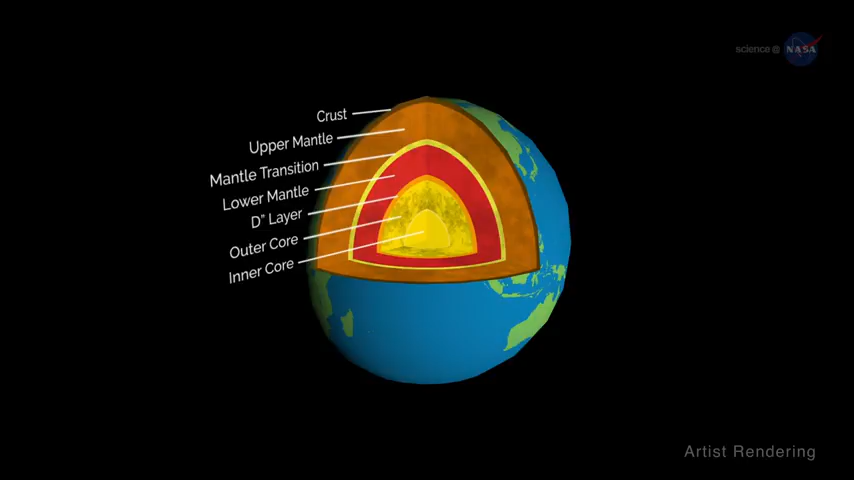 science@ NASA
Crust
Upper Mantle
Mantle Transition
Lower Mantle
D" Layer
Outer Core
Inner Core
Artist Rendering